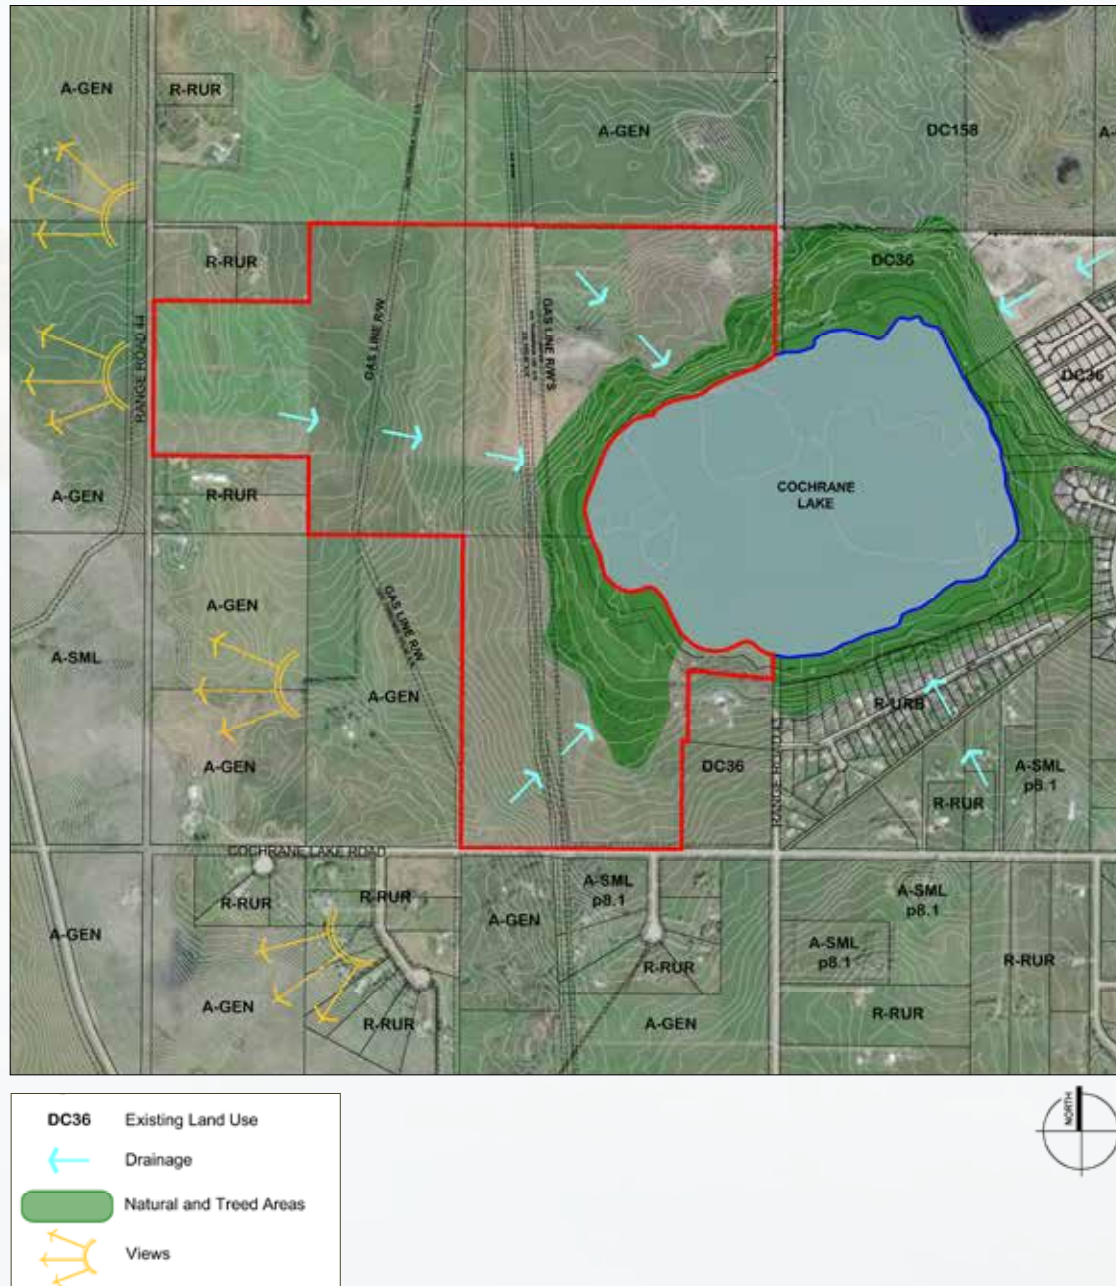 A-GEN
R-RUR
A-GEN
DC158
A-
R-RUR
DC36
GAS LINE R/W
GAS LINE R/W'S
RANGE ROAD 44
DC36
A-GEN
R-RUR
COCHRANE
LAKE
A-GEN
GAS LINE R/W
A-SML
A-GEN
R-URB
A-GEN
DC36
A-SML
p8.1
R-RUR
COCHRANE LAKE ROAD
A-GEN
R-RUR
R-RUR
A-GEN
A-SML
p8.1
A-SML
p8.1
A-SML
p8.1
R-RUR
R-RUR
A-GEN
R-RUR
A-GEN
R-RUR
DC36 Existing Land Use
Drainage
Natural and Treed Areas
Views
NORTH